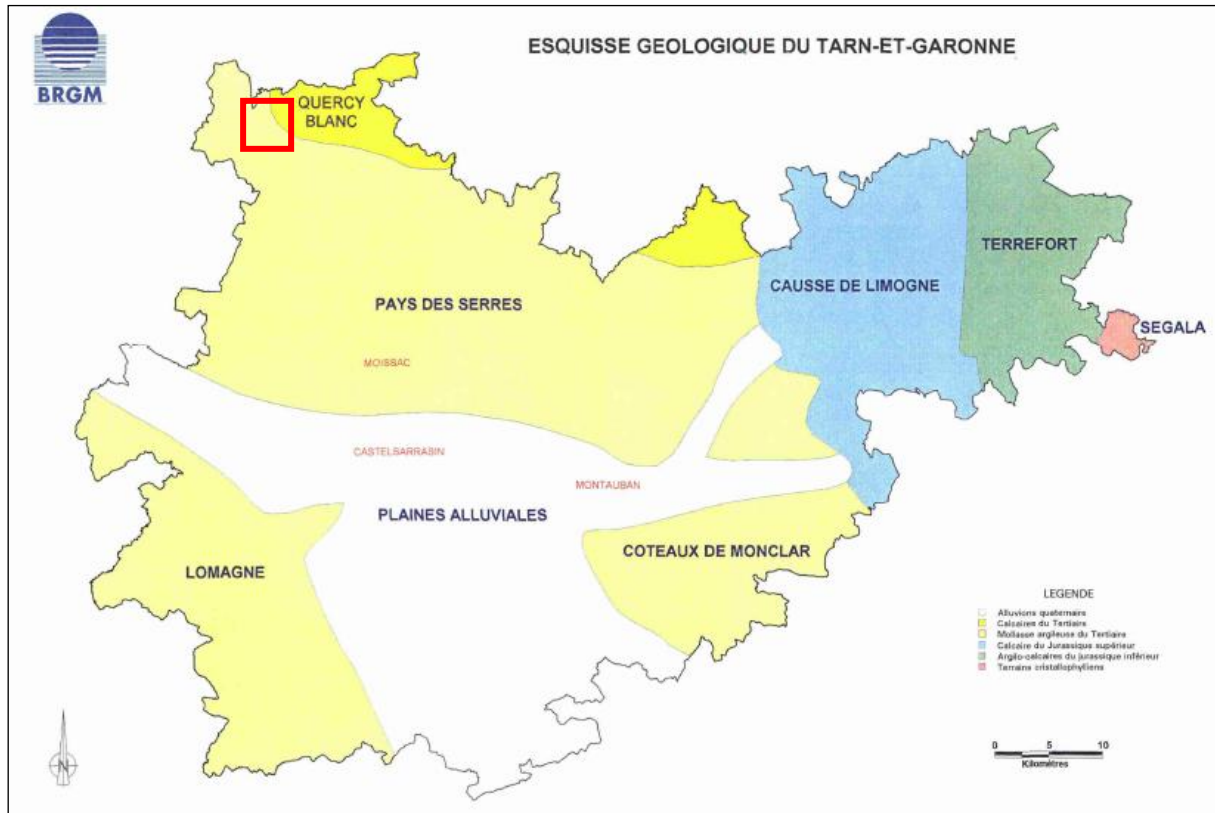 BRGM
ESQUISSE GEOLOGIQUE DU TARN-ET-GARONNE
QUERCY
BLANC
TERREFORT
CAUSSE DE LIMOGNE
PAYS DES SERRES
SEGALA
MOISSAC
CASTELSARRASIN
MONTAUBAN
PLAINES ALLUVIALES
COTEAUX DE MONCLAR
LOMAGNE
LEGENDE
Alluvions quaternaire
Calcaires du Tertiaire
Mollasse argileuse du Tertiaire
Calcaire du Jurassique supérieur
Argilo-calcaires du jurassique inférieur
Terrains cristallophylliens
0 5 10
Kilomètres
N